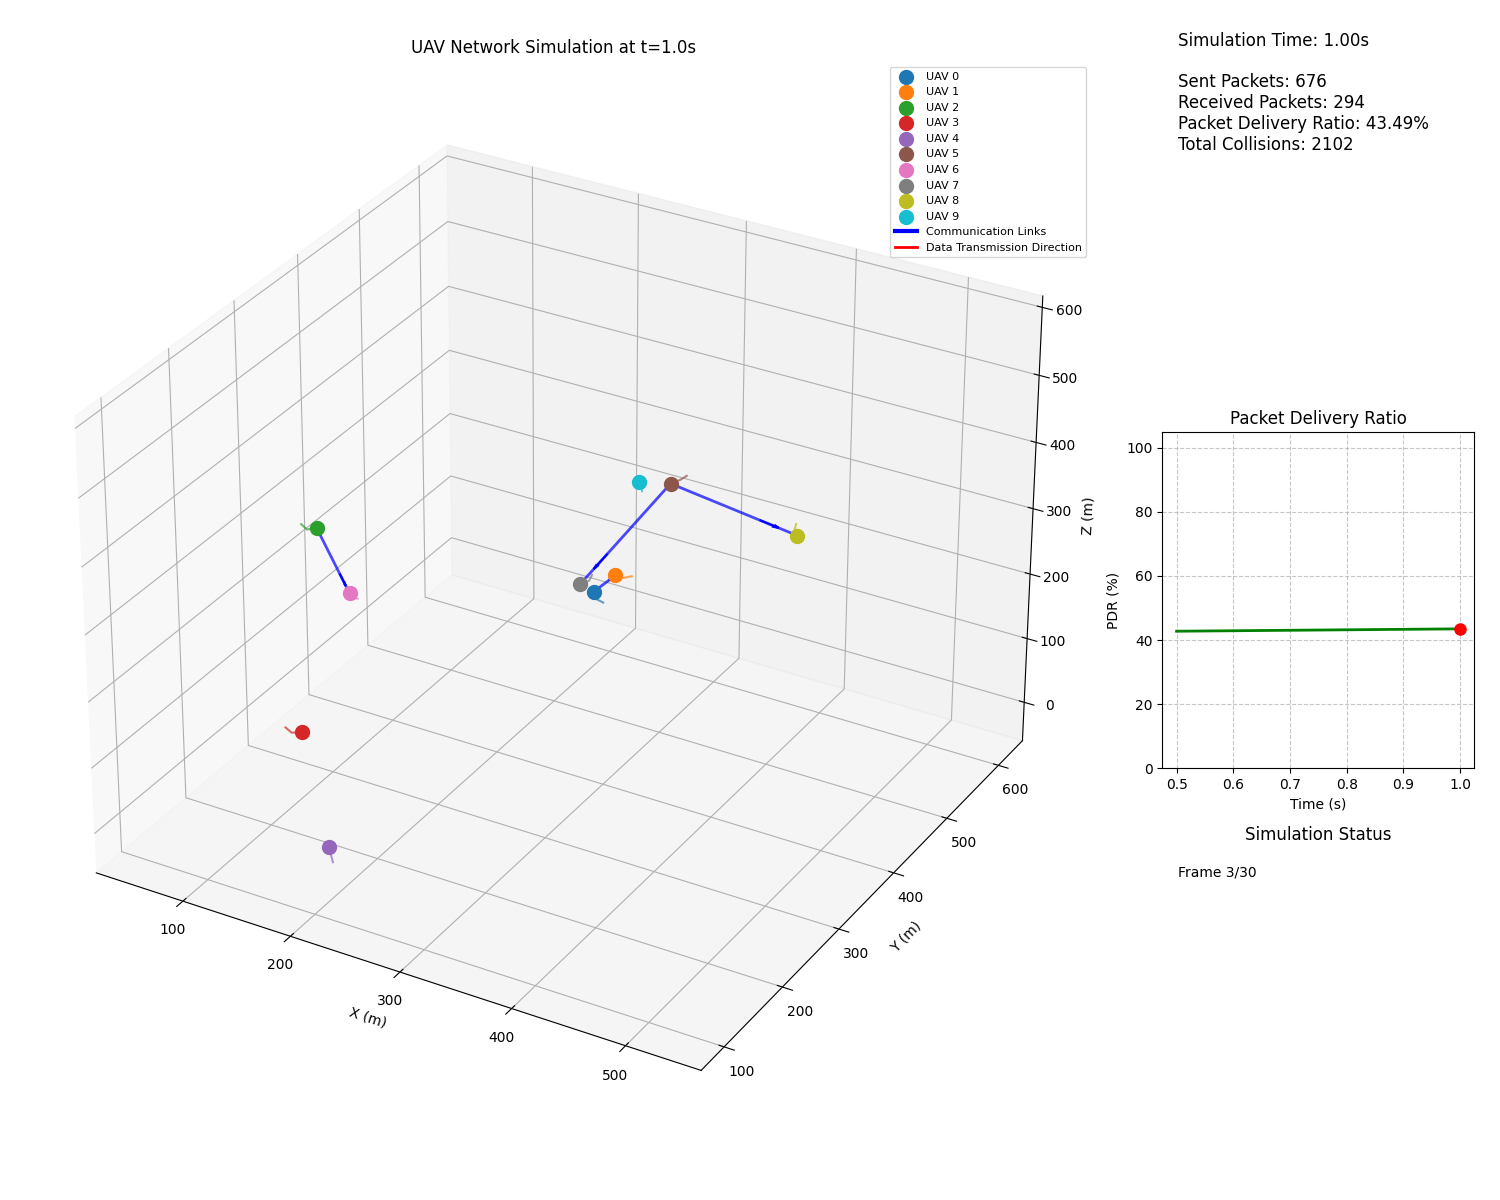 UAV Network Simulation at t=1.0s
UAV 0
UAV 1
UAV 2
UAV 3
UAV 4
UAV 5
UAV 6
UAV 7
UAV 8
UAV 9
Communication Links
Data Transmission Direction
600
500
400
300
200
100
0
Z (m)
600
500
400
300
200
100
Y (m)
100
200
300
400
500
X (m)
Simulation Time: 1.00s
Sent Packets: 676
Received Packets: 294
Packet Delivery Ratio: 43.49%
Total Collisions: 2102
Packet Delivery Ratio
100
80
60
40
20
0
PDR (%)
0.5 0.6 0.7 0.8 0.9 1.0
Time (s)
Simulation Status
Frame 3/30